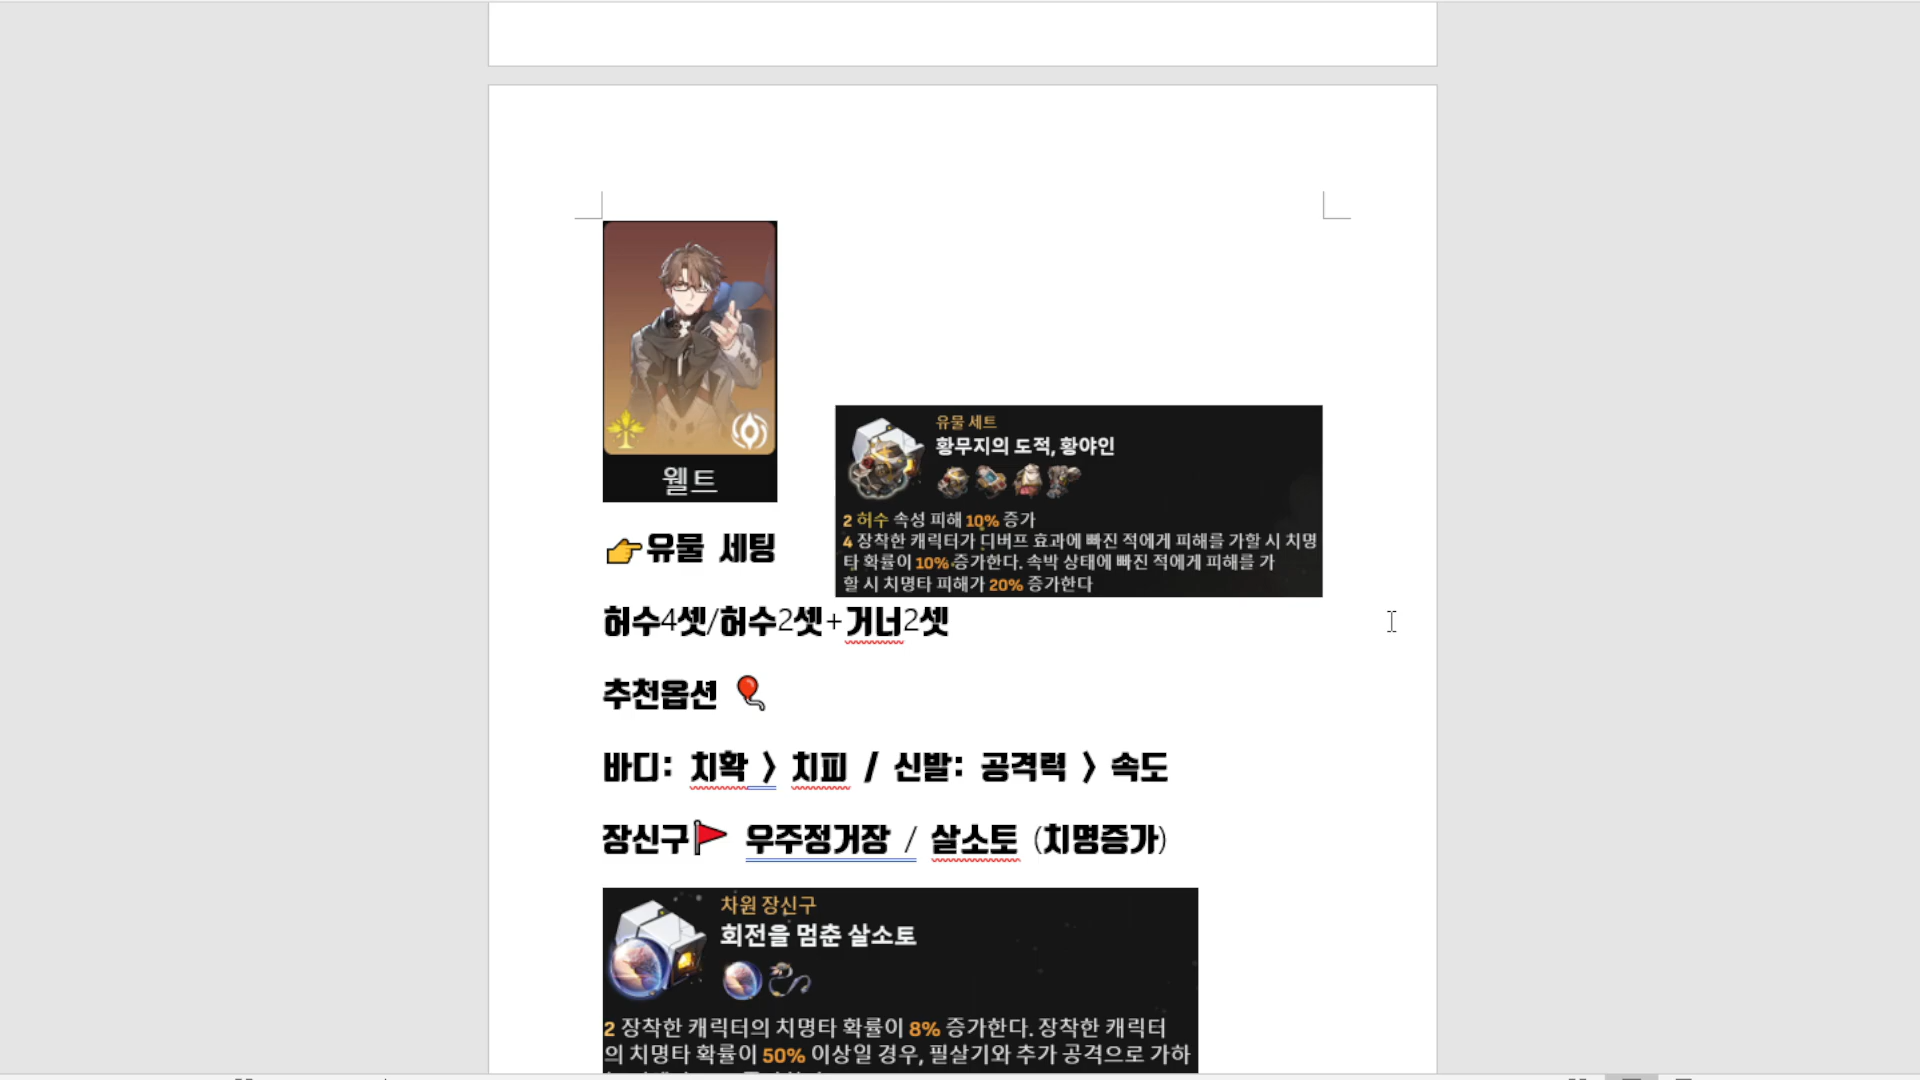 웰트
유물 세트
황무지의 도적, 황야인
2 허수 속성 피해 10% 증가
4 장착한 캐릭터가 디버프 효과에 빠진 적에게 피해를 가할 시 치명
타 확률이 10% 증가한다. 속박 상태에 빠진 적에게 피해를 가
할 시 치명타 피해가 20% 증가한다
👉유물 세팅
허수4셋/허수2셋+거너2셋
추천옵션 🎈
바디: 치확 > 치피 / 신발: 공격력 > 속도
장신구🚩 우주정거장 / 살소토 (치명증가)
차원 장신구
회전을 멈춘 살소토
2 장착한 캐릭터의 치명타 확률이 8% 증가한다. 장착한 캐릭터
의 치명타 확률이 50% 이상일 경우, 필살기와 추가 공격으로 가하